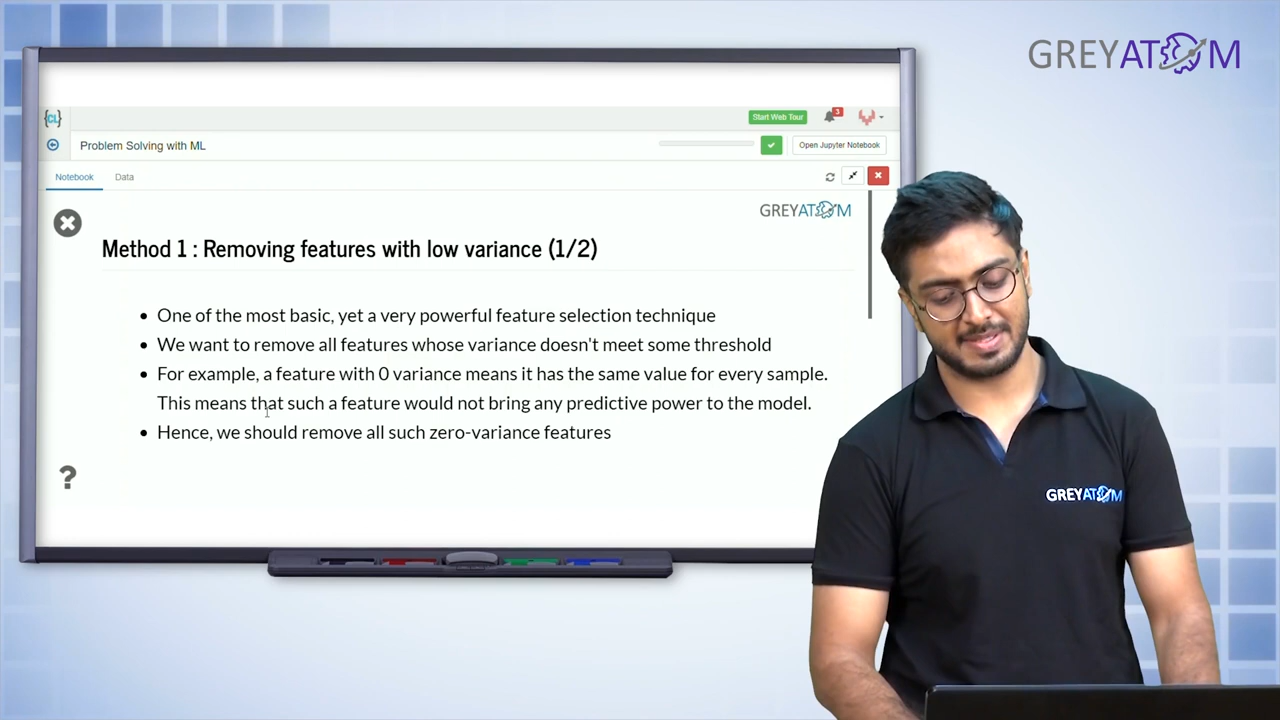 GREYATOM
{CL}
Start Web Tour
3
Problem Solving with ML
Open Jupyter Notebook
Notebook Data
GREYATOM
Method 1 : Removing features with low variance (1/2)
• One of the most basic, yet a very powerful feature selection technique
• We want to remove all features whose variance doesn't meet some threshold
• For example, a feature with 0 variance means it has the same value for every sample.
This means that such a feature would not bring any predictive power to the model.
• Hence, we should remove all such zero-variance features
?
GREYATOM